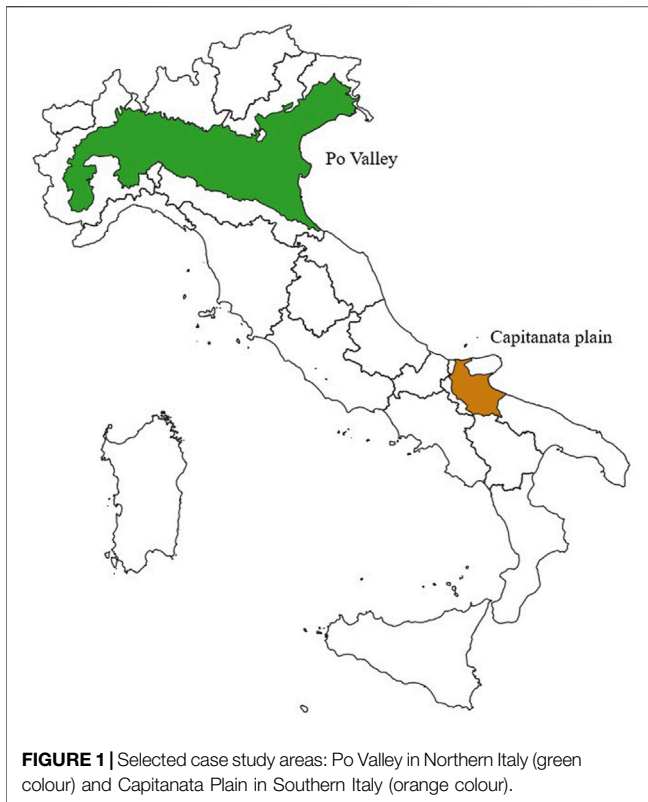 Po Valley
Capitanata plain
FIGURE 1 | Selected case study areas: Po Valley in Northern Italy (green
colour) and Capitanata Plain in Southern Italy (orange colour).